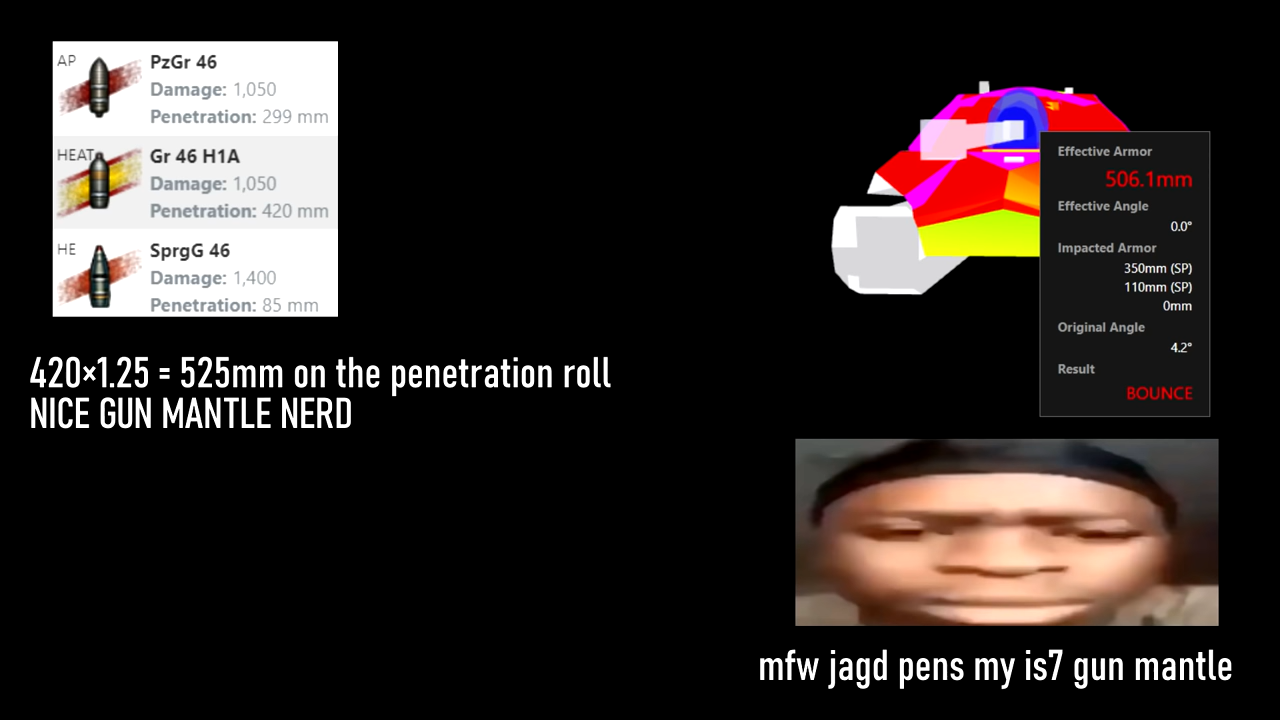 AP
PzGr 46
Damage: 1,050
Penetration: 299 mm
HEAT
Gr 46 H1A
Damage: 1,050
Penetration: 420 mm
HE
SprgG 46
Damage: 1,400
Penetration: 85 mm
420×1.25 = 525mm on the penetration roll
NICE GUN MANTLE NERD
Effective Armor
506.1mm
Effective Angle
0.0°
Impacted Armor
350mm (SP)
110mm (SP)
0mm
Original Angle
4.2°
Result
BOUNCE
mfw jagd pens my is7 gun mantle